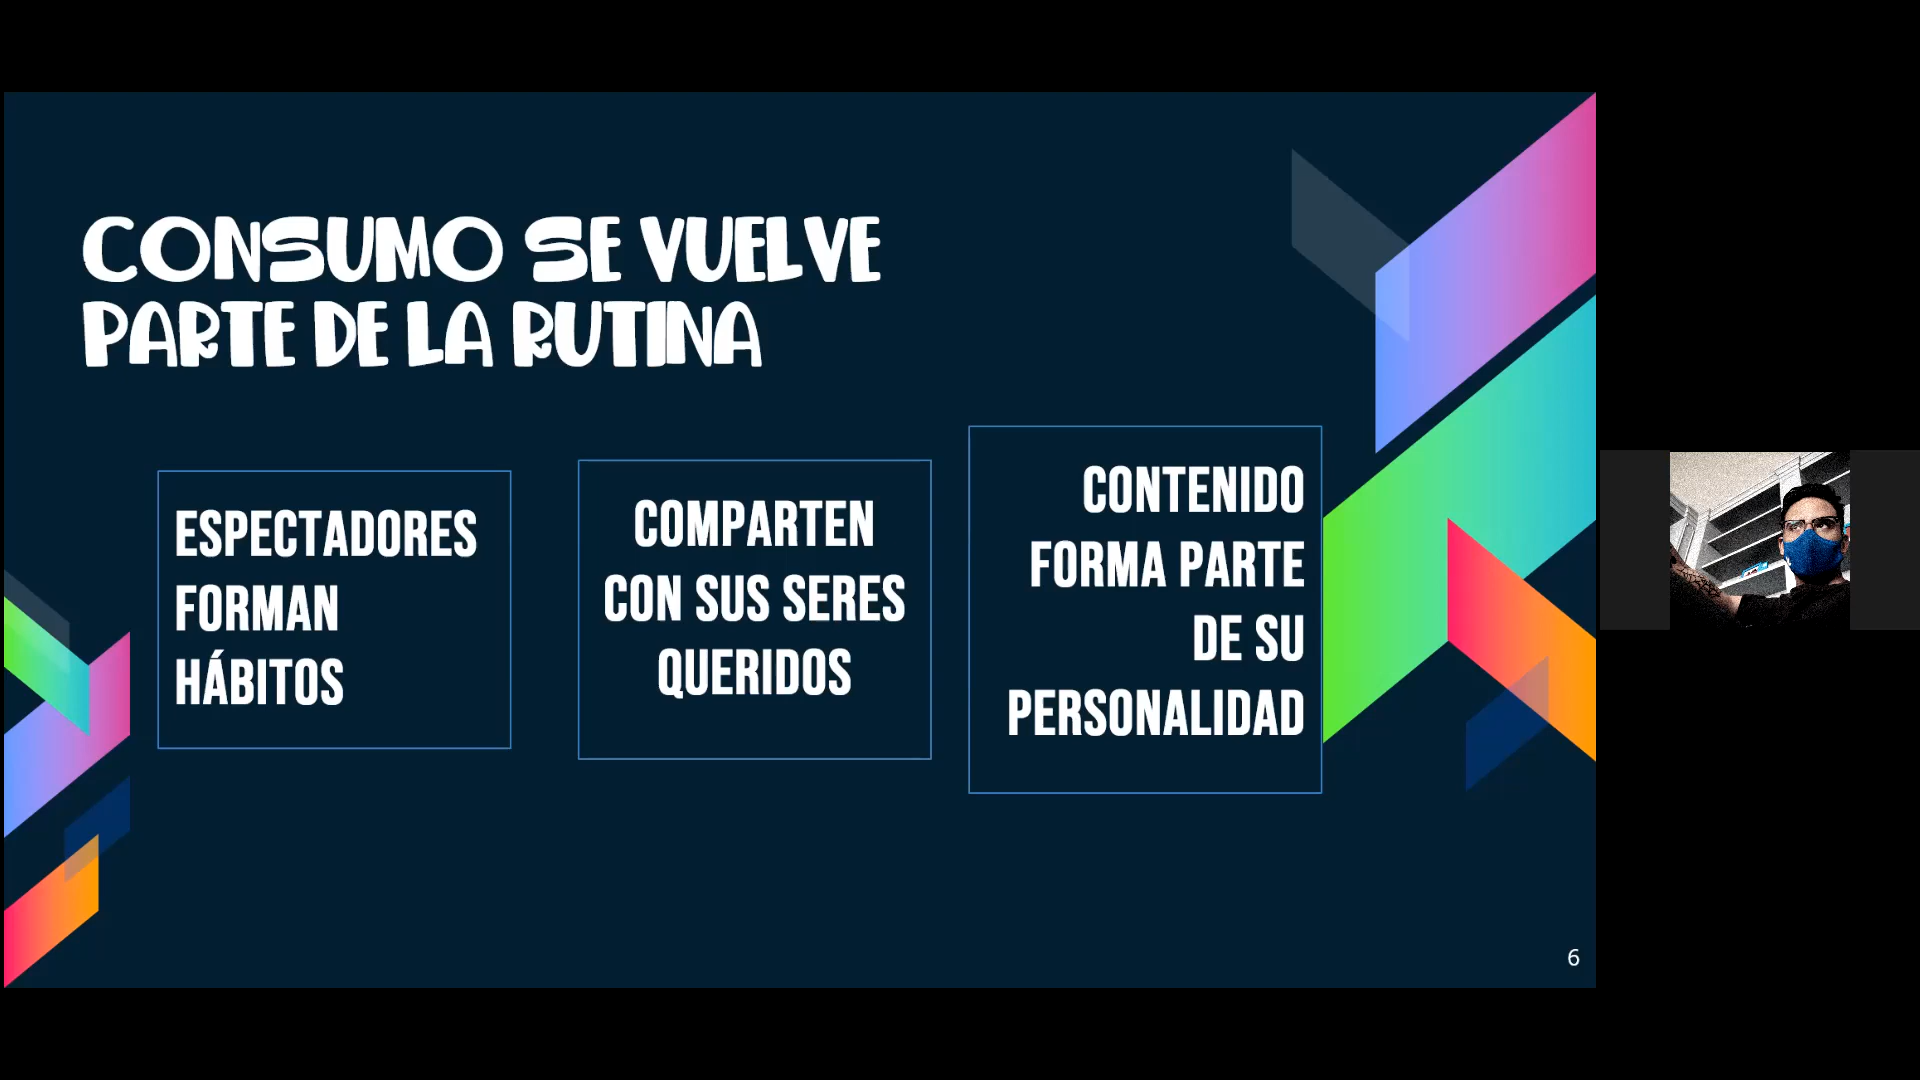 CONSUMO SE VUELVE
PARTE DE LA RUTINA
ESPECTADORES
FORMAN
HÁBITOS
COMPARTEN
CON SUS SERES
QUERIDOS
CONTENIDO
FORMA PARTE
DE SU
PERSONALIDAD
6